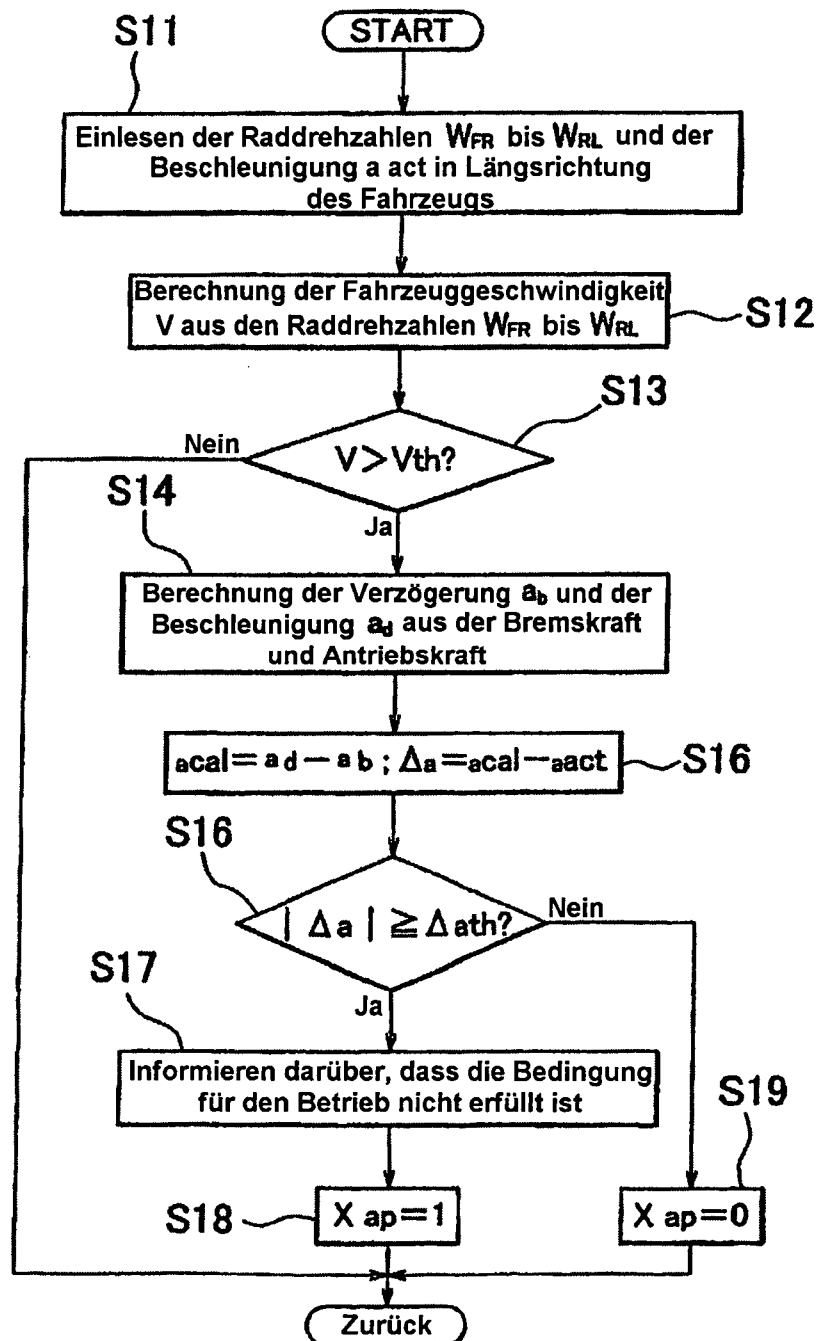 S11
START
Einlesen der Raddrehzahlen WFR bis WRL und der
Beschleunigung a act in Längsrichtung
des Fahrzeugs
Berechnung der Fahrzeuggeschwindigkeit
V aus den Raddrehzahlen WFR bis WRL
S12
S13
Nein
V>Vth?
S14
Ja
Berechnung der Verzögerung ab und der
Beschleunigung ad aus der Bremskraft
und Antriebskraft
acal=ad-ab; Δa=acal-aact
S16
S16
| Δa | ≧ Δath?
Nein
S17
Ja
Informieren darüber, dass die Bedingung
für den Betrieb nicht erfüllt ist
S19
S18
X ap=1
X ap=0
Zurück